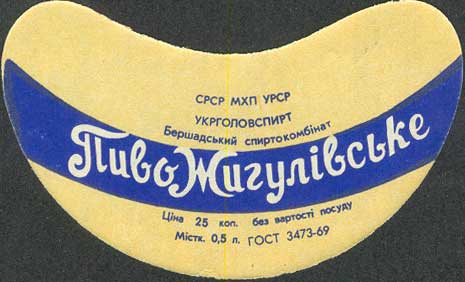 СРСР МХП УРСР
УКРГОЛОВСПИРТ
Бершадський спиртокомбінат
Пиво Жигулівське
Ціна 25 коп. без вартості посуду
Містк. 0,5 л. ГОСТ 3473-69